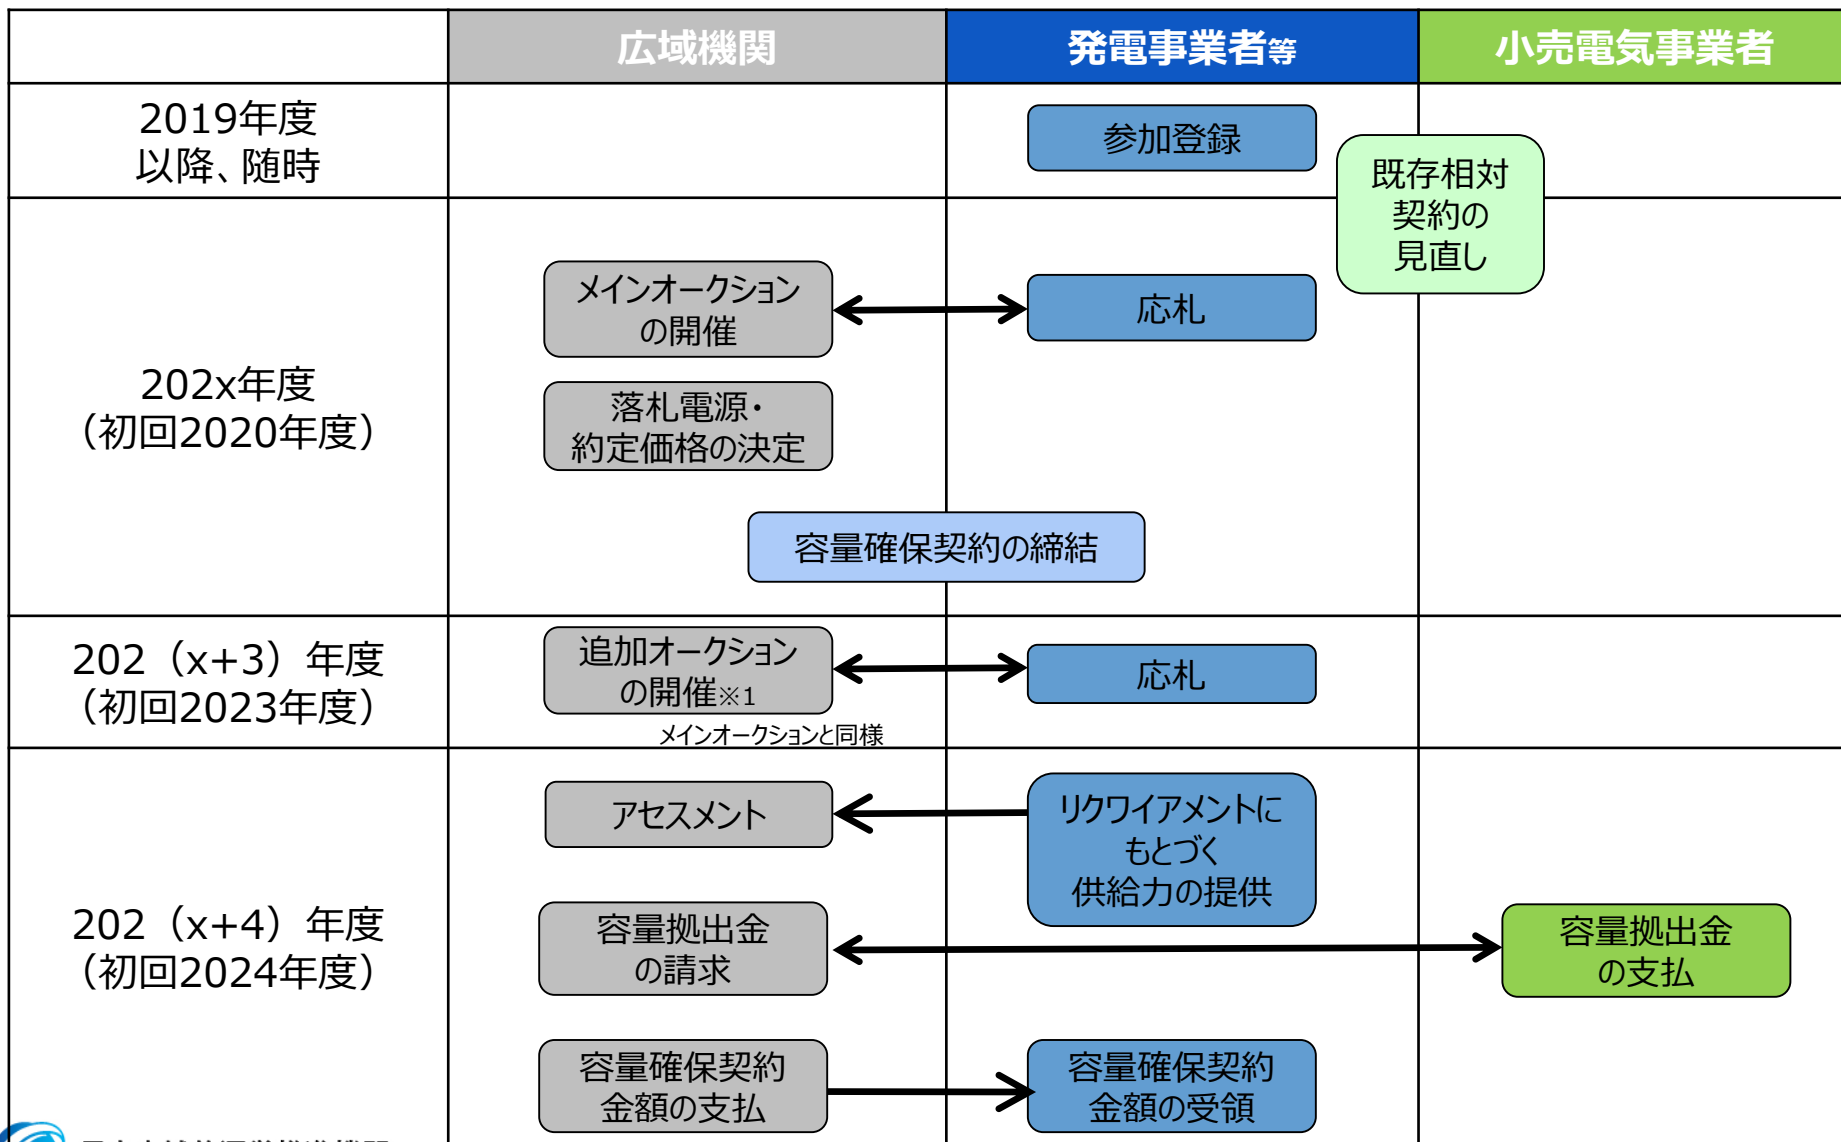 広域機関
発電事業者等
小売電気事業者
2019年度
以降、随時
参加登録
既存相対
契約の
見直し
202x年度
（初回2020年度）
メインオークション
の開催
応札
落札電源・
約定価格の決定
容量確保契約の締結
202（x+3）年度
（初回2023年度）
追加オークション
の開催※1
応札
メインオークションと同様
202（x+4）年度
（初回2024年度）
アセスメント
リクワイアメントに
もとづく
供給力の提供
容量拠出金
の請求
容量拠出金
の支払
容量確保契約
金額の支払
容量確保契約
金額の受領